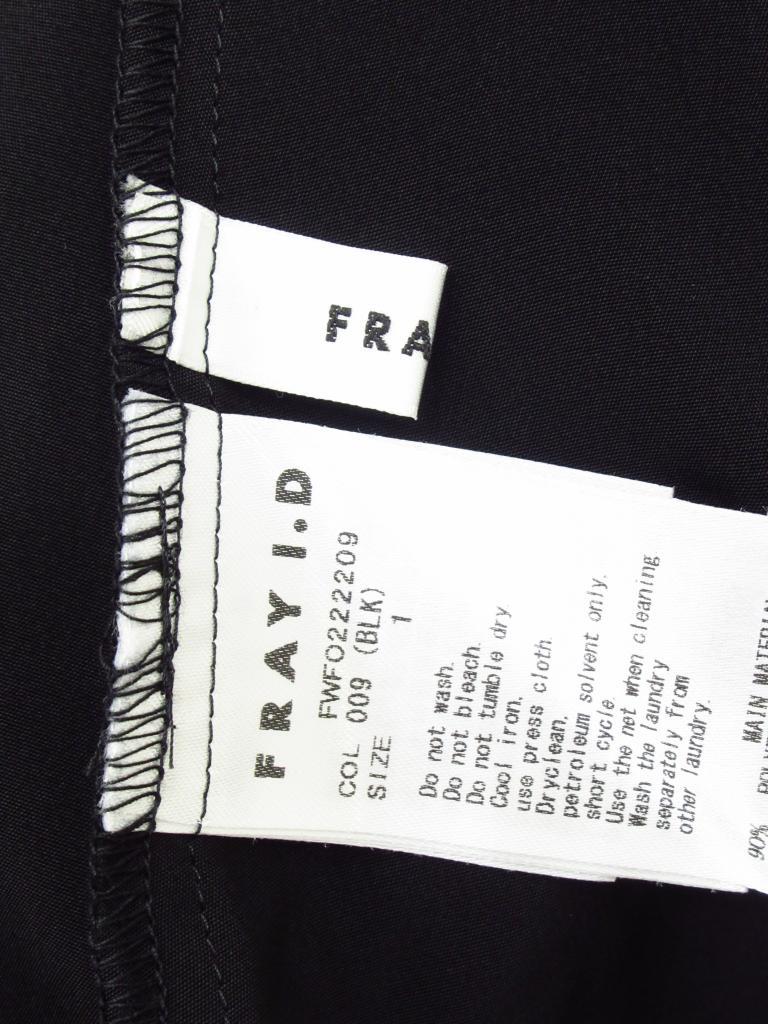 FRA
FRAY I.D
FWFO222209
COL 009 (BLK)
SIZE 1
Do not wash.
Do not bleach.
Do not tumble dry
Cool iron.
use press cloth.
Dryclean.
petroleum solvent only.
short cycle.
Use the net when cleaning
Wash the laundry
separately from
other laundry.
MAIN MATERIA
90%